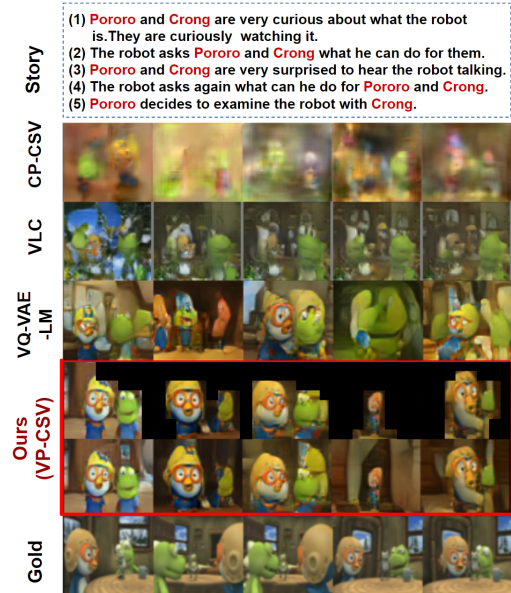 Story
(1) Pororo and Crong are very curious about what the robot
is.They are curiously watching it.
(2) The robot asks Pororo and Crong what he can do for them.
(3) Pororo and Crong are very surprised to hear the robot talking.
(4) The robot asks again what can he do for Pororo and Crong.
(5) Pororo decides to examine the robot with Crong.
CP-CSV
VLC
VQ-VAE
-LM
Ours
(VP-CSV)
Gold